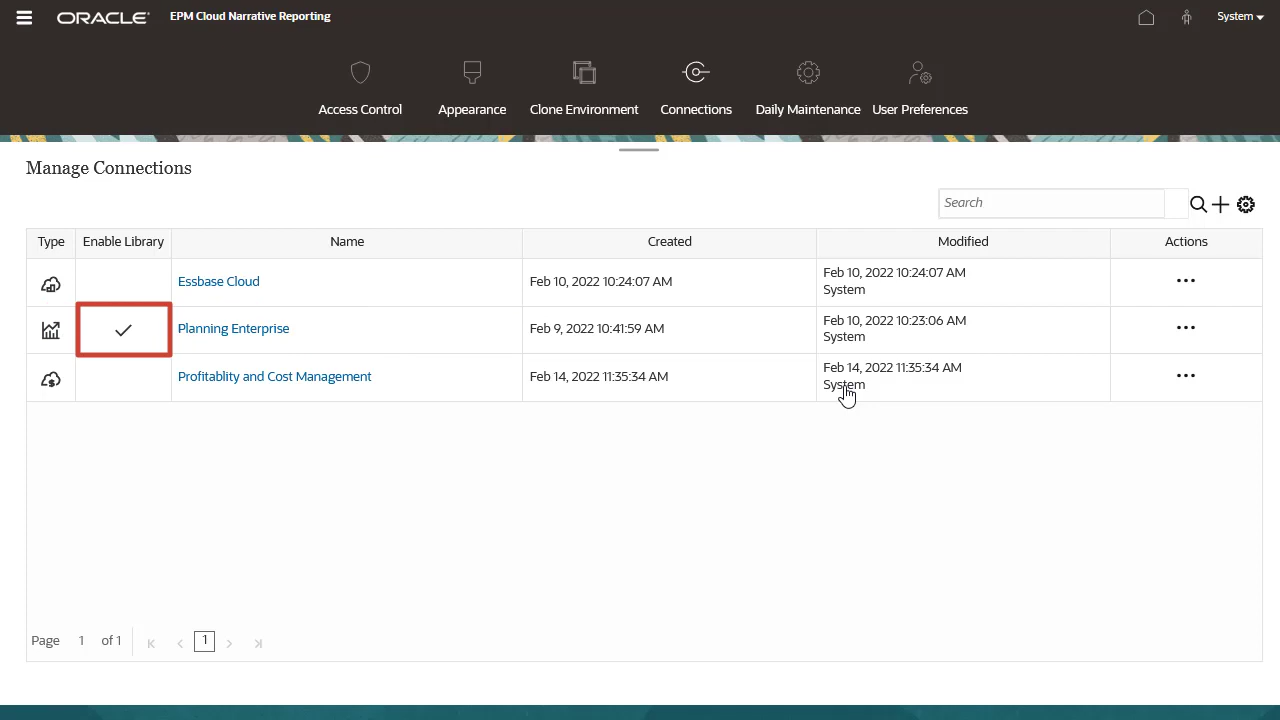 ORACLE
EPM Cloud Narrative Reporting
System
Access Control
Appearance
Clone Environment
Connections
Daily Maintenance
User Preferences
Manage Connections
Search
Type Enable Library Name Created Modified Actions
Essbase Cloud Feb 10, 2022 10:24:07 AM Feb 10, 2022 10:24:07 AM
System
Planning Enterprise Feb 9, 2022 10:41:59 AM Feb 10, 2022 10:23:06 AM
System
Profitablity and Cost Management Feb 14, 2022 11:35:34 AM Feb 14, 2022 11:35:34 AM
System
Page 1 of 1 1